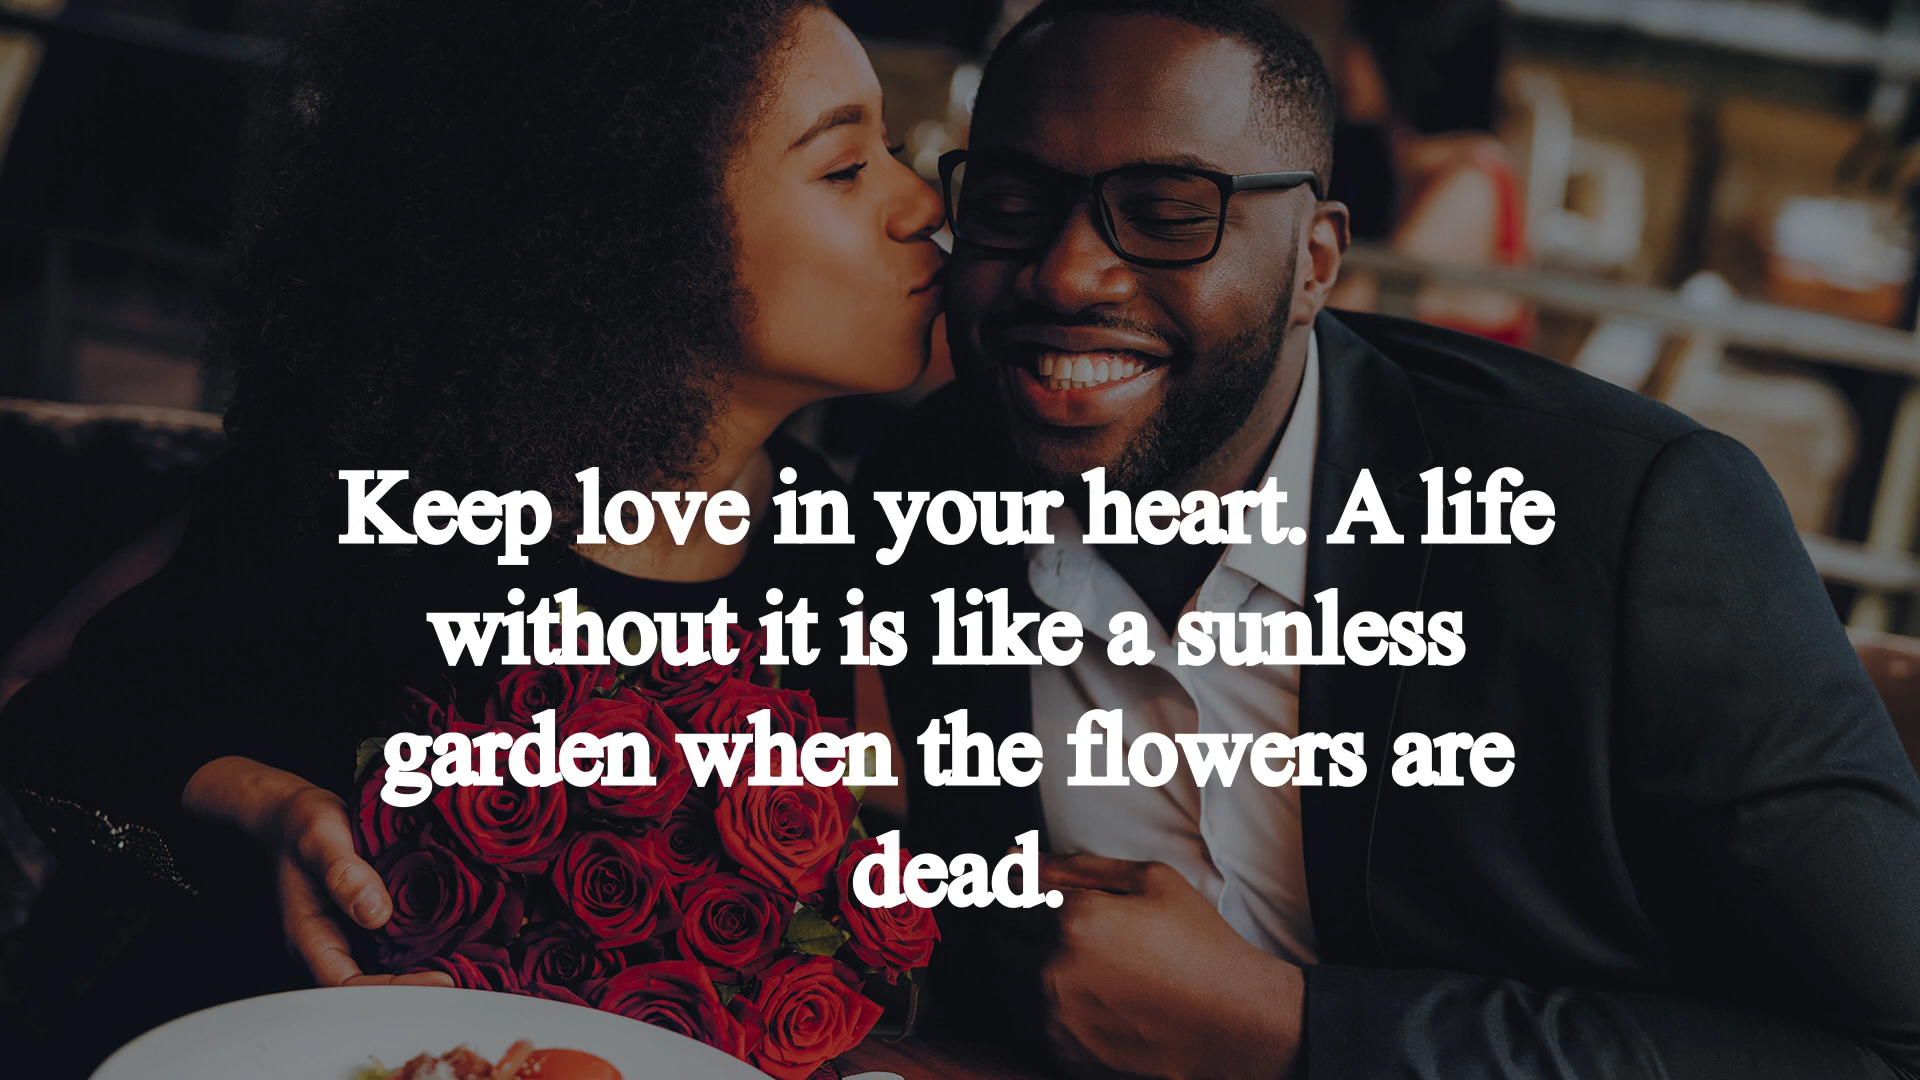 Keep love in your heart. A life
without it is like a sunless
garden when the flowers are
dead.